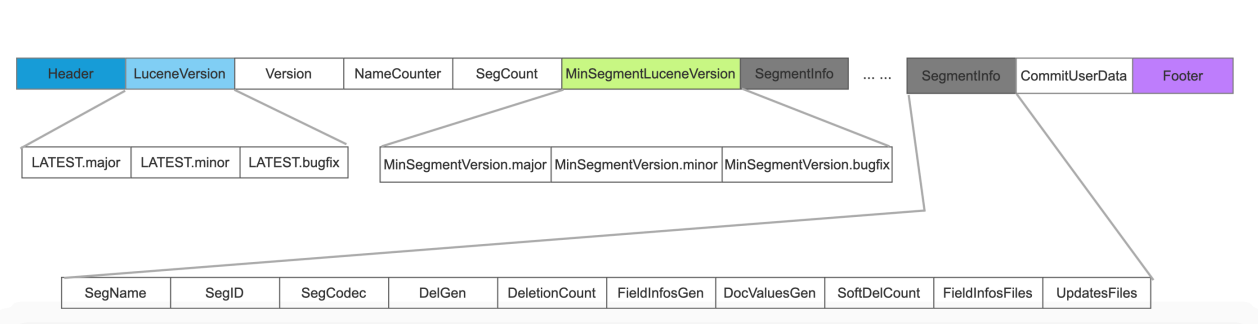 Header LuceneVersion Version NameCounter SegCount MinSegmentLuceneVersion SegmentInfo ... ... SegmentInfo CommitUserData Footer
LATEST.major LATEST.minor LATEST.bugfix MinSegmentVersion.major MinSegmentVersion.minor MinSegmentVersion.bugfix
SegName SegID SegCodec DelGen DeletionCount FieldInfosGen DocValuesGen SoftDelCount FieldInfosFiles UpdatesFiles